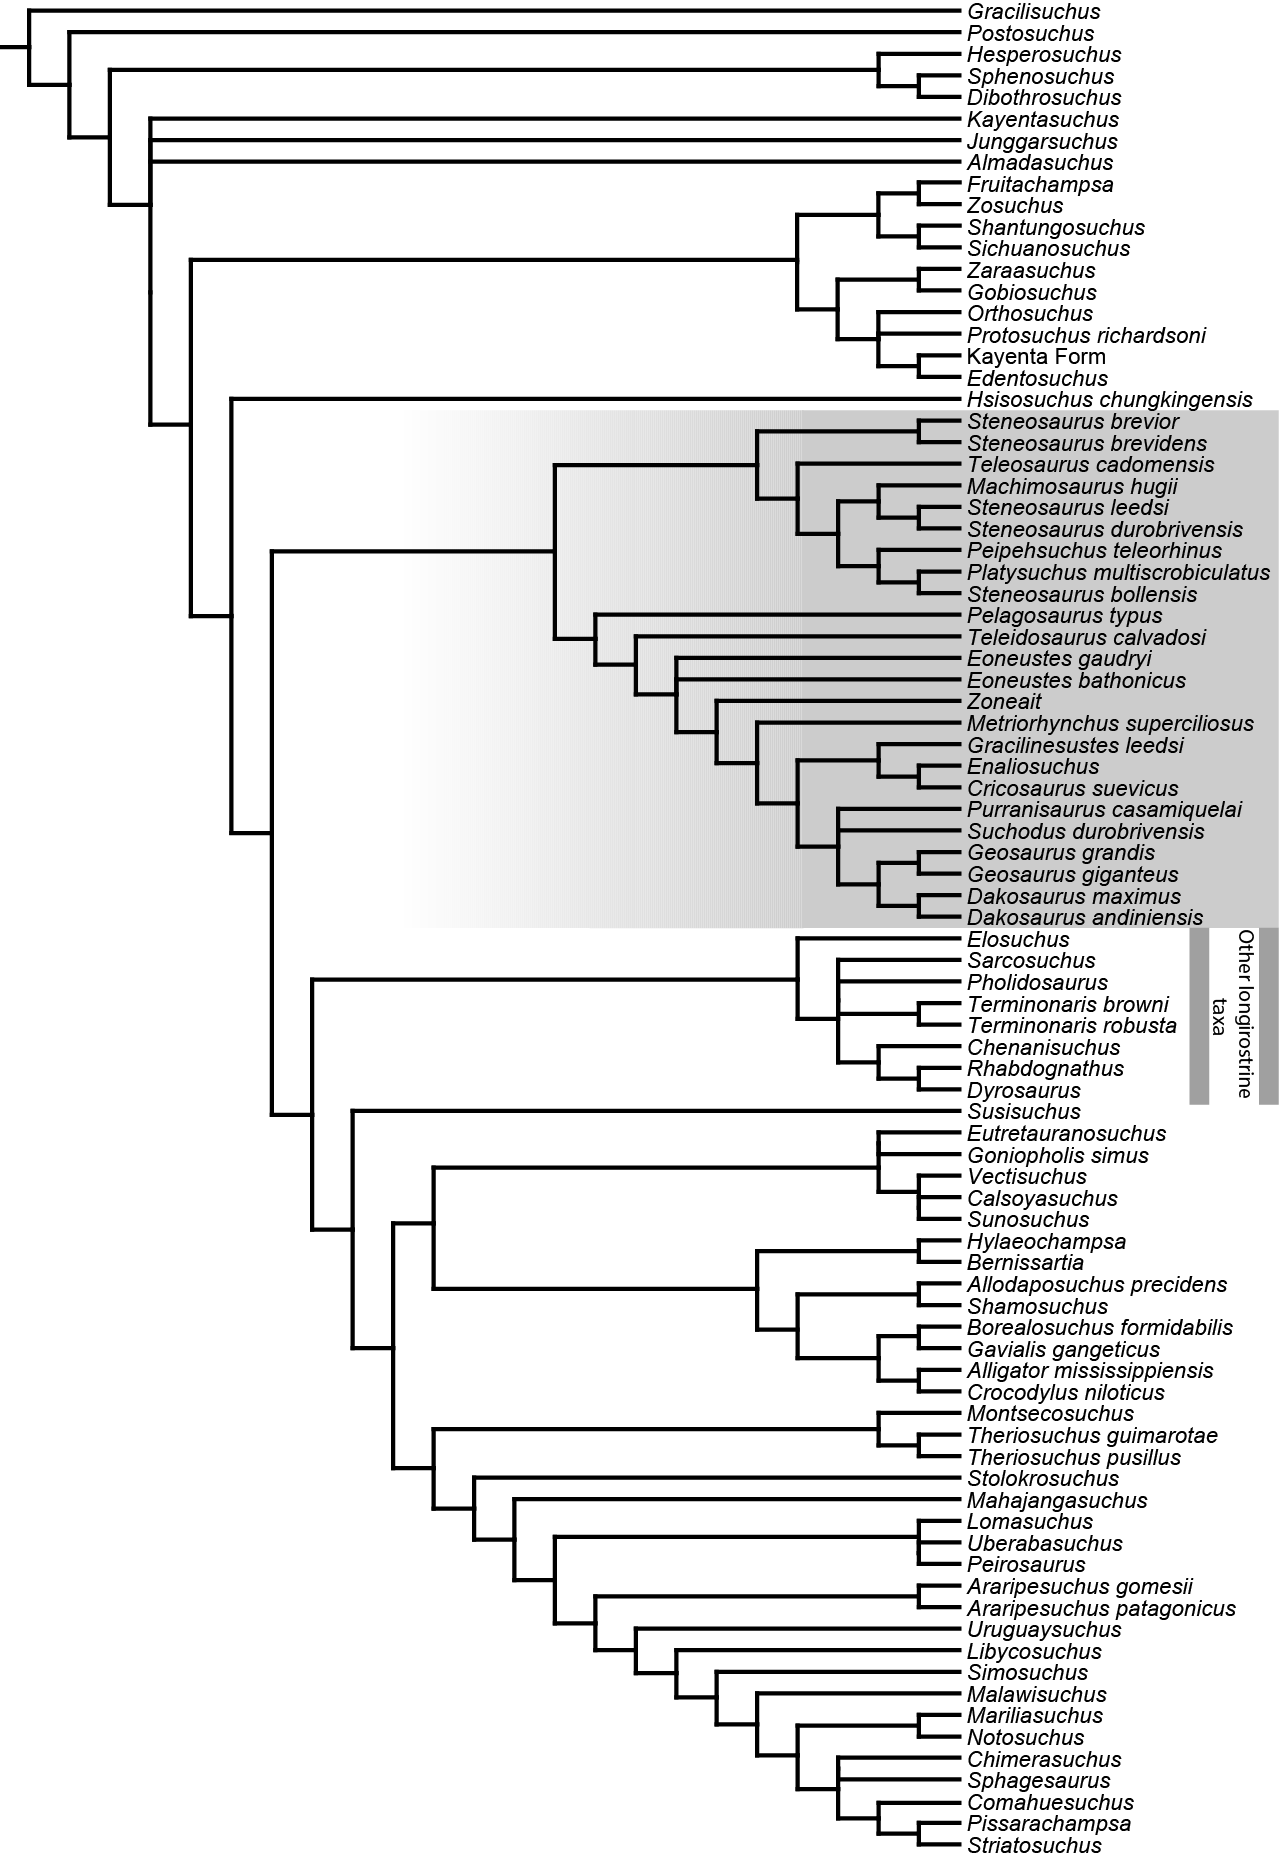 Gracilisuchus
Postosuchus
Hesperosuchus
Sphenosuchus
Dibothrosuchus
Kayentasuchus
Junggarsuchus
Almadasuchus
Fruitachampsa
Zosuchus
Shantungosuchus
Sichuanosuchus
Zaraasuchus
Gobiosuchus
Orthosuchus
Protosuchus richardsoni
Kayenta Form
Edentosuchus
Hsisosuchus chungkingensis
Steneosaurus brevior
Steneosaurus brevidens
Teleosaurus cadomensis
Machimosaurus hugii
Steneosaurus leedsi
Steneosaurus durobrivensis
Peipehsuchus teleorhinus
Platysuchus multiscrobiculatus
Steneosaurus bollensis
Pelagosaurus typus
Teleidosaurus calvadosi
Eoneustes gaudryi
Eoneustes bathonicus
Zoneait
Metriorhynchus superciliosus
Gracilinesustes leedsi
Enaliosuchus
Cricosaurus suevicus
Purranisaurus casamiquelai
Suchodus durobrivensis
Geosaurus grandis
Geosaurus giganteus
Dakosaurus maximus
Dakosaurus andiniensis
Elosuchus
Sarcosuchus
Pholidosaurus
Terminonaris browni
Terminonaris robusta
Chenanisuchus
Rhabdognathus
Dyrosaurus
Other longirostrine
taxa
Susisuchus
Eutretauranosuchus
Goniopholis simus
Vectisuchus
Calsoyasuchus
Sunosuchus
Hylaeochampsa
Bernissartia
Allodaposuchus precidens
Shamosuchus
Borealosuchus formidabilis
Gavialis gangeticus
Alligator mississippiensis
Crocodylus niloticus
Montsecosuchus
Theriosuchus guimarotae
Theriosuchus pusillus
Stolokrosuchus
Mahajangasuchus
Lomasuchus
Uberabasuchus
Peirosaurus
Araripesuchus gomesii
Araripesuchus patagonicus
Uruguaysuchus
Libycosuchus
Simosuchus
Malawisuchus
Mariliasuchus
Notosuchus
Chimerasuchus
Sphagesaurus
Comahuesuchus
Pissarachampsa
Striatosuchus